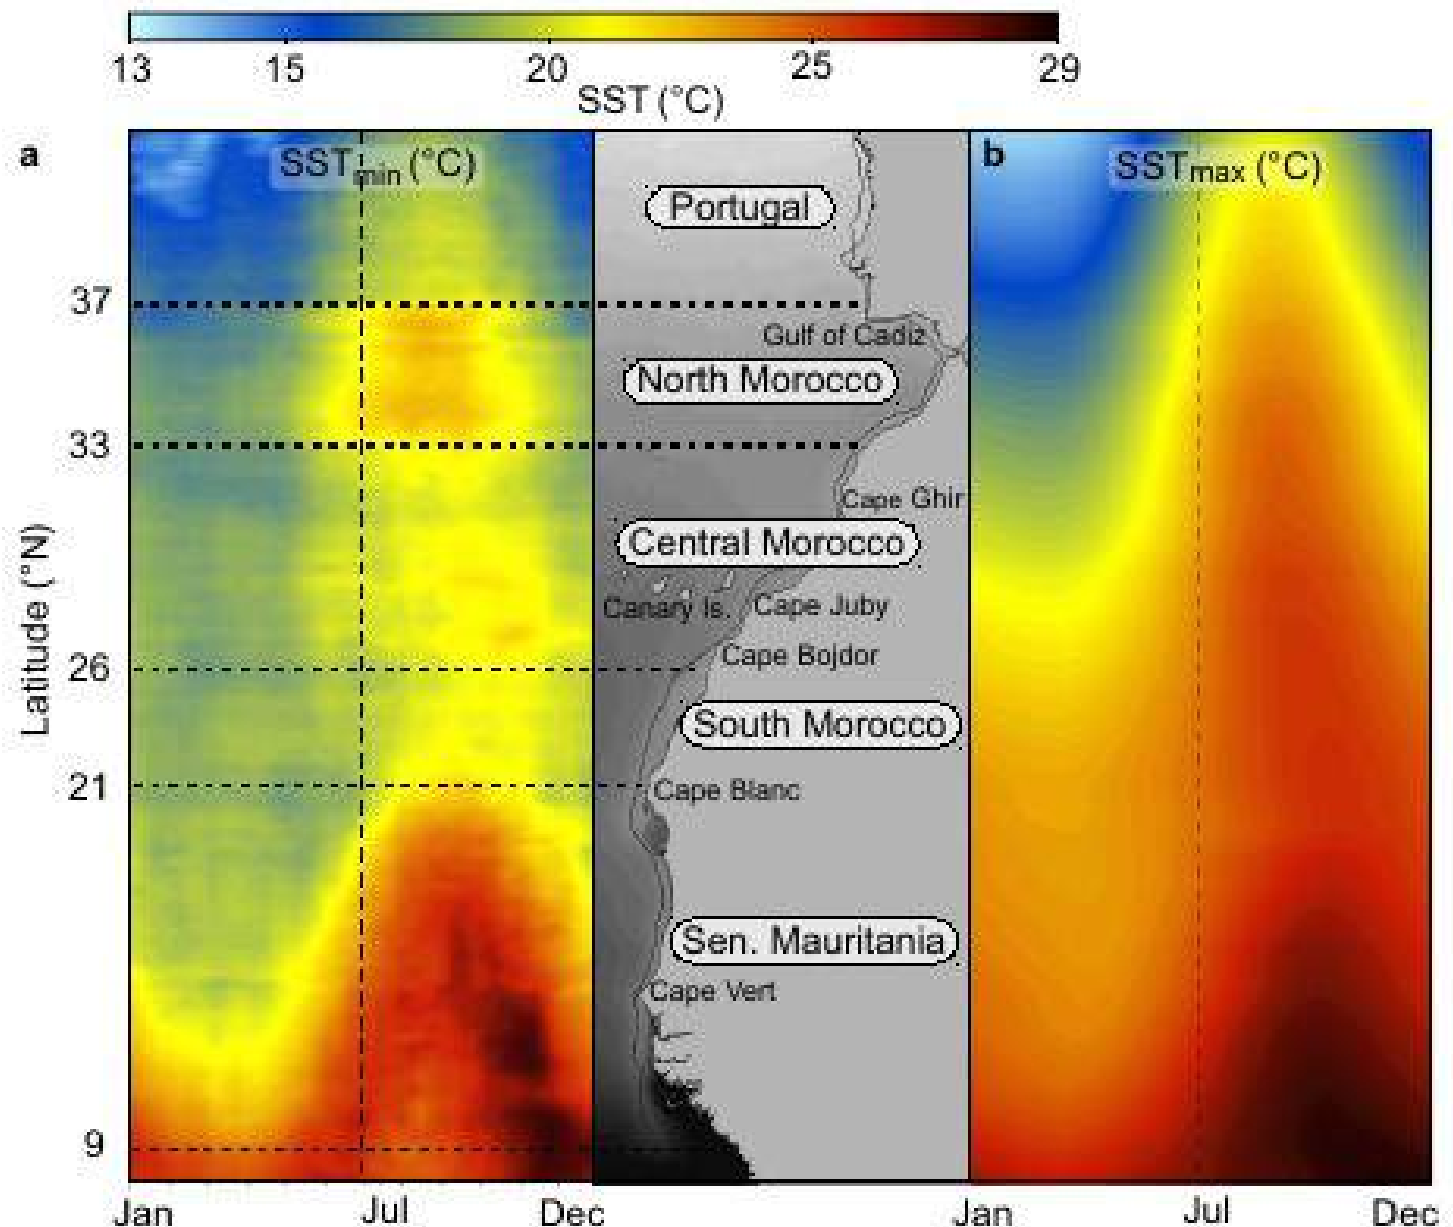 13 15 20 25 29
SST (°C)
a
SSTmin (°C)
b
SSTmax (°C)
Portugal
37
Gulf of Cadiz
North Morocco
33
Cape Ghir
Central Morocco
Canary Is.
Cape Juby
Latitude (°N)
26
Cape Bojdor
South Morocco
21
Cape Blanc
Sen. Mauritania
Cape Vert
9
Jan Jul Dec
Jan Jul Dec